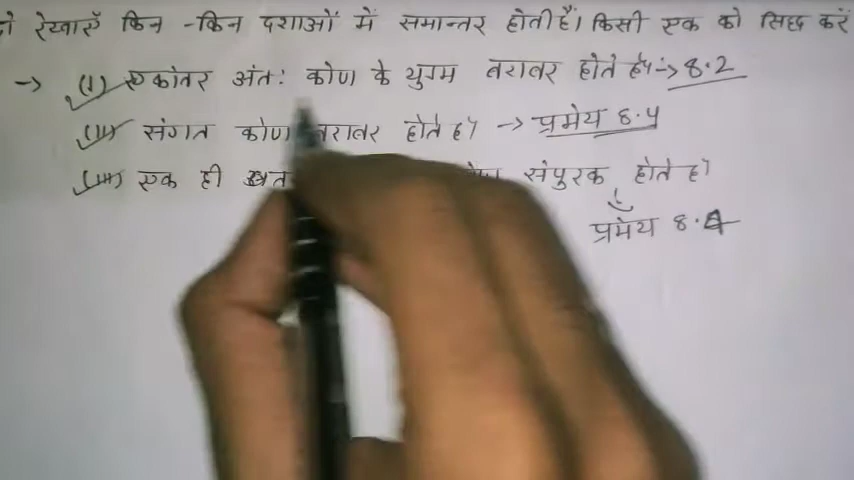 रेखाएँ किन -किन दशाओं में समान्तर होती हैं। किसी एक को सिद्ध करें
→ (i) एकांतर अंतः कोण के युग्म बराबर होते है। → 8.2
(ii) संगत कोण बराबर होते है। → प्रमेय 8.4
(iii) एक ही संपुरक होते है।
प्रमेय 8.4